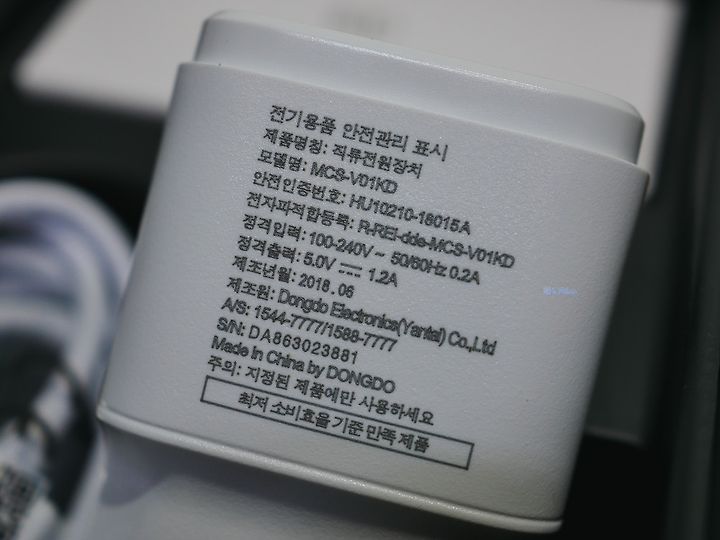 전기용품 안전관리 표시
제품명칭: 직류전원장치
모델명: MCS-V01KD
안전인증번호: HU10210-18015A
전자파적합등록: R-REI-dde-MCS-V01KD
정격입력: 100-240V~ 50/60Hz 0.2A
정격출력: 5.0V ⎓ 1.2A
제조년월: 2018. 06
제조원: Dongdo Electronics(Yantai) Co.,Ltd
A/S: 1544-7777/1588-7777
S/N: DA863023881
Made in China by DONGDO
주의: 지정된 제품에만 사용하세요
최저 소비효율 기준 만족 제품